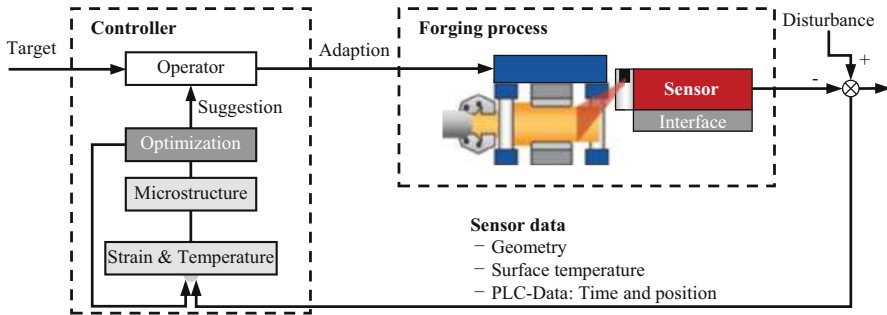 Controller
Forging process
Disturbance
Target
Operator
Adaption
+
-
Sensor
Interface
Suggestion
Optimization
Microstructure
Strain & Temperature
Sensor data
– Geometry
– Surface temperature
– PLC-Data: Time and position